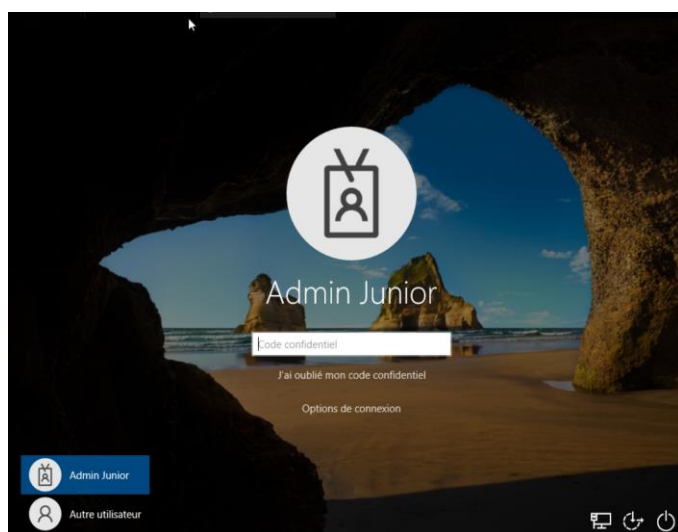 Admin Junior
Code confidentiel
J'ai oublié mon code confidentiel
Options de connexion
Admin Junior
Autre utilisateur